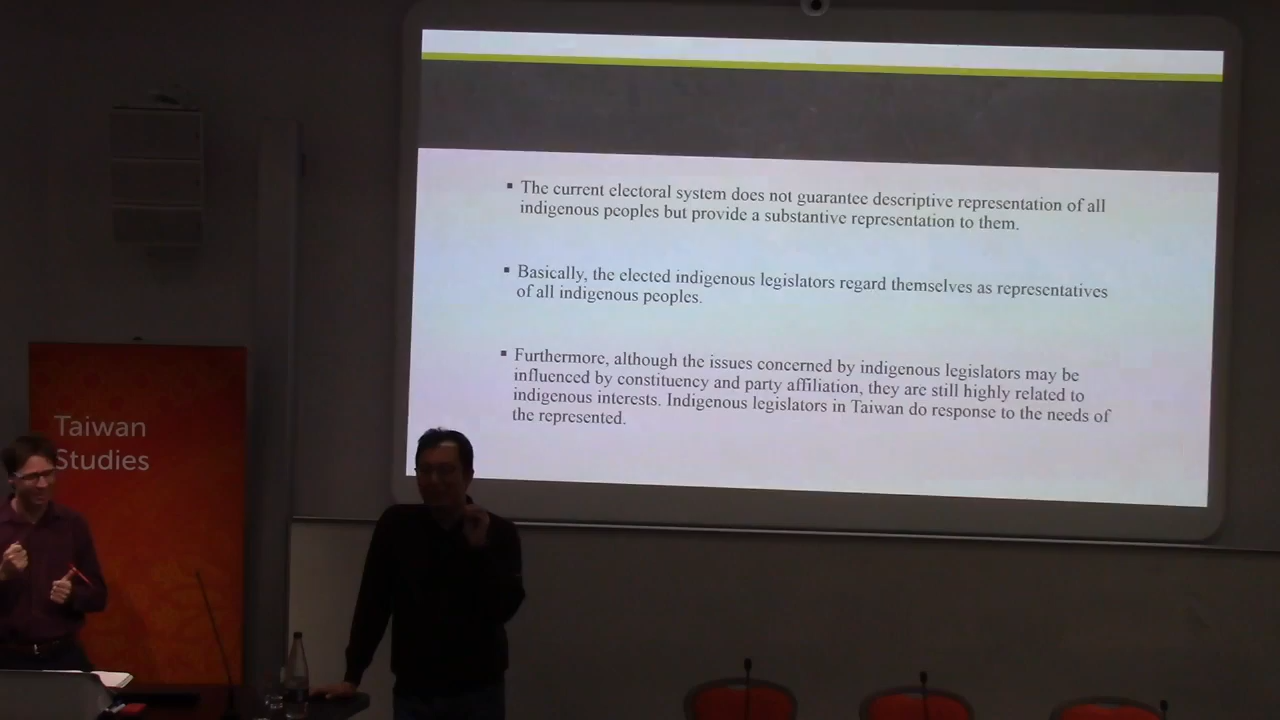 The current electoral system does not guarantee descriptive representation of all
indigenous peoples but provide a substantive representation to them.
Basically, the elected indigenous legislators regard themselves as representatives
of all indigenous peoples.
Furthermore, although the issues concerned by indigenous legislators may be
influenced by constituency and party affiliation, they are still highly related to
indigenous interests. Indigenous legislators in Taiwan do response to the needs of
the represented.
Taiwan
Studies